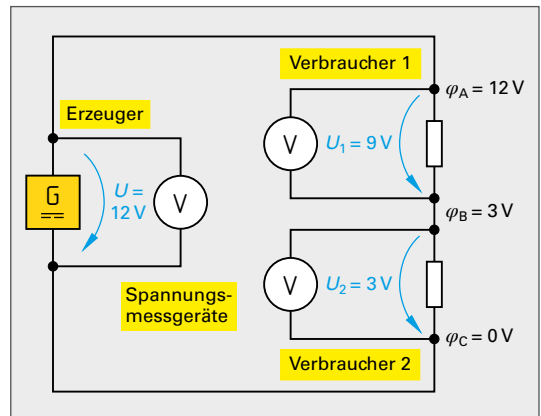 Verbraucher 1
φA = 12 V
Erzeuger
V
U1 = 9 V
G
U =
12 V
V
φB = 3 V
V
U2 = 3 V
Spannungs-
messgeräte
φC = 0 V
Verbraucher 2